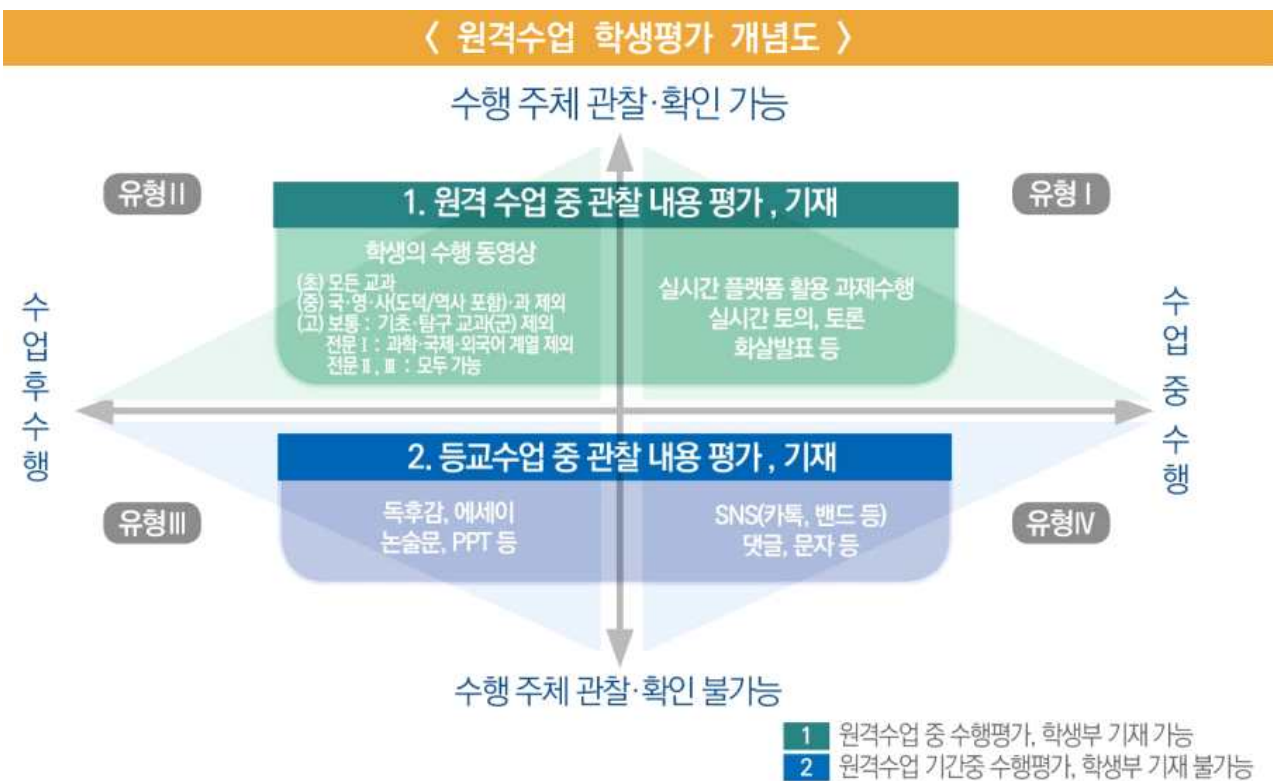 〈 원격수업 학생평가 개념도 〉
수행 주체 관찰·확인 가능
유형Ⅱ
유형Ⅰ
1. 원격 수업 중 관찰 내용 평가 , 기재
학생의 수행 동영상
(초) 모든 교과
(중) 국·영·사(도덕/역사 포함)·과 제외
(고) 보통 : 기초·탐구 교과(군) 제외
전문Ⅰ : 과학·국제·외국어 계열 제외
전문Ⅱ, Ⅲ : 모두 가능
실시간 플랫폼 활용 과제수행
실시간 토의, 토론
화살발표 등
수업후수행
수업 중 수행
2. 등교수업 중 관찰 내용 평가 , 기재
유형Ⅲ
독후감, 에세이
논술문, PPT 등
SNS(카톡, 밴드 등)
댓글, 문자 등
유형Ⅳ
수행 주체 관찰·확인 불가능
1 원격수업 중 수행평가, 학생부 기재 가능
2 원격수업 기간중 수행평가, 학생부 기재 불가능